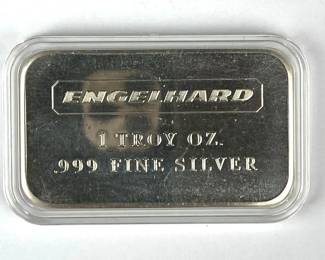 ENGELHARD
1 TROY OZ.
.999 FINE SILVER